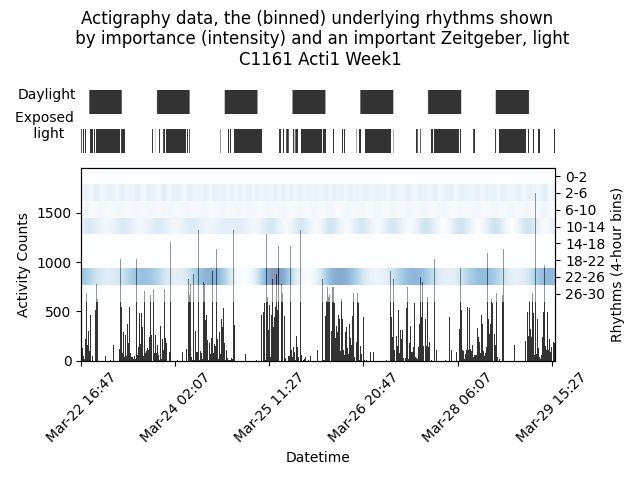 Actigraphy data, the (binned) underlying rhythms shown
by importance (intensity) and an important Zeitgeber, light
C1161 Acti1 Week1
Daylight
Exposed
light
Activity Counts
1500
1000
500
0
0-2
2-6
6-10
10-14
14-18
18-22
22-26
26-30
Rhythms (4-hour bins)
Mar-22 16:47
Mar-24 02:07
Mar-25 11:27
Mar-26 20:47
Mar-28 06:07
Mar-29 15:27
Datetime